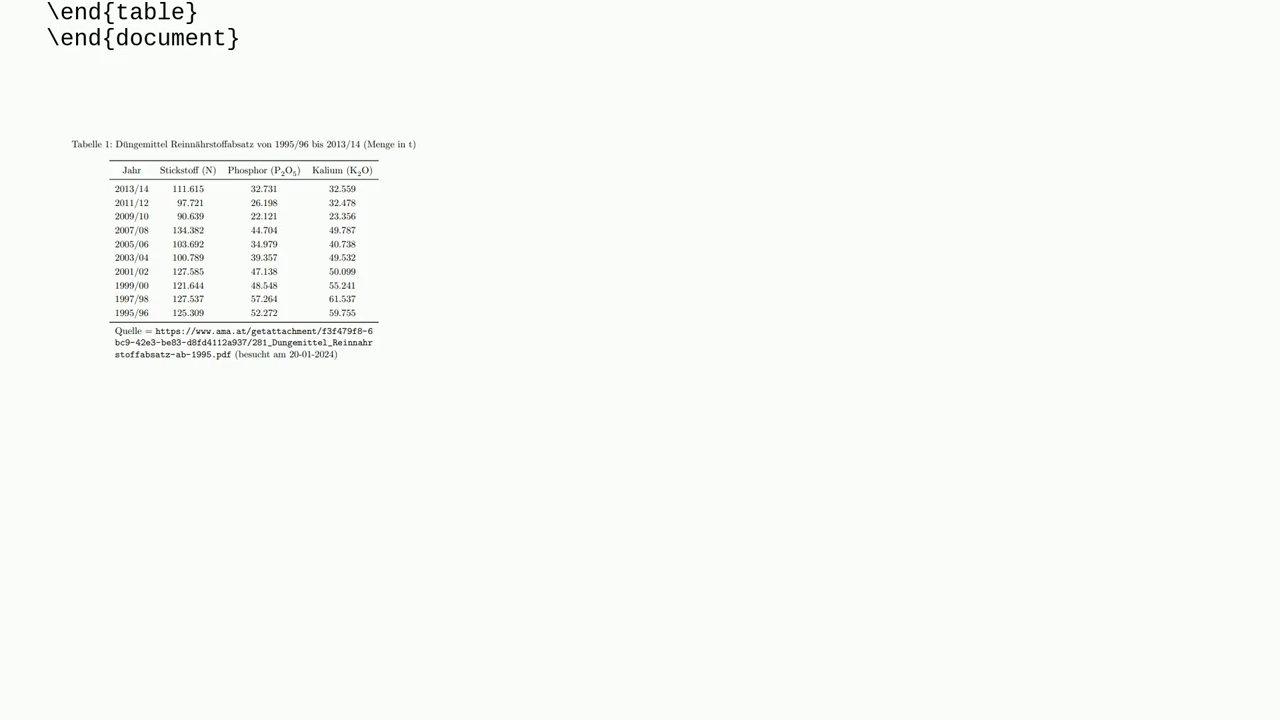 \end{table}
\end{document}
Tabelle 1: Düngemittel Reinnährstoffabsatz von 1995/96 bis 2013/14 (Menge in t)
Jahr Stickstoff (N) Phosphor (P₂O₅) Kalium (K₂O)
2013/14 111.615 32.731 32.559
2011/12 97.721 26.198 32.478
2009/10 90.639 22.121 23.356
2007/08 134.382 44.704 49.787
2005/06 103.692 34.979 40.738
2003/04 100.789 39.357 49.532
2001/02 127.585 47.138 50.099
1999/00 121.644 48.548 55.241
1997/98 127.537 57.264 61.537
1995/96 125.309 52.272 59.755
Quelle = https://www.ama.at/getattachment/f3f479f8-6
bc9-42e3-be83-d8fd4112a937/281_Dungemittel_Reinnahr
stoffabsatz-ab-1995.pdf (besucht am 20-01-2024)